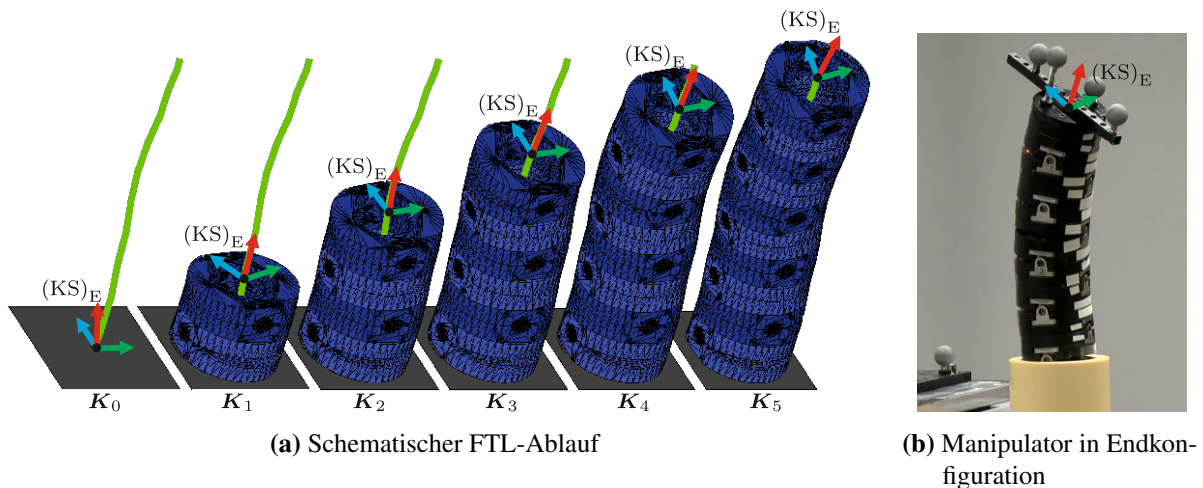 (KS)E
(KS)E
(KS)E
(KS)E
(KS)E
(KS)E
(KS)E
K0
K1
K2
K3
K4
K5
(a) Schematischer FTL-Ablauf
(b) Manipulator in Endkon-
figuration